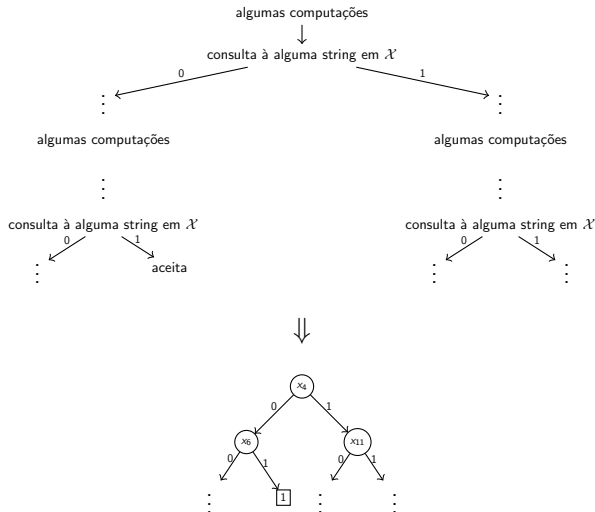 algumas computações
consulta à alguma string em 𝒳
0 1
⋮ ⋮
algumas computações algumas computações
⋮ ⋮
consulta à alguma string em 𝒳 consulta à alguma string em 𝒳
0 1 0 1
⋮ aceita ⋮ ⋮
⇓
x₄
0 1
x₆ x₁₁
0 1 0 1
⋮ 1 ⋮ ⋮